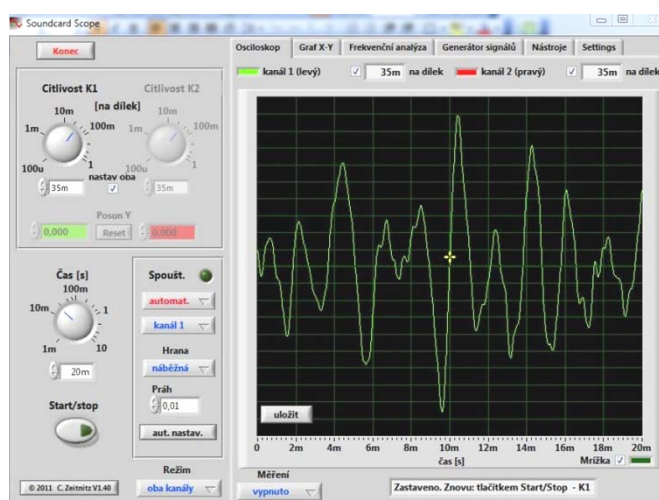 Soundcard Scope
Konec
Citlivost K1
Citlivost K2
[na dílek]
10m
1m
100m
100u
1
10m
1m
100m
100u
1
nastav oba
35m
35m
Posun Y
0,000
Reset
0,000
Čas [s]
100m
10m
1
1m
10
20m
Start/stop
Spoušt.
automat.
kanál 1
Hrana
náběžná
Práh
0,01
aut. nastav.
Režim
oba kanály
© 2011 C. Zeitnitz V1.40
Osciloskop Graf X-Y Frekvenční analýza Generátor signálů Nástroje Settings
kanál 1 (levý) 35m na dílek kanál 2 (pravý) 35m na dílek
uložit
0 2m 4m 6m 8m 10m 12m 14m 16m 18m 20m
čas [s]
Mřížka
Měření
vypnuto
Zastaveno. Znovu: tlačítkem Start/Stop - K1